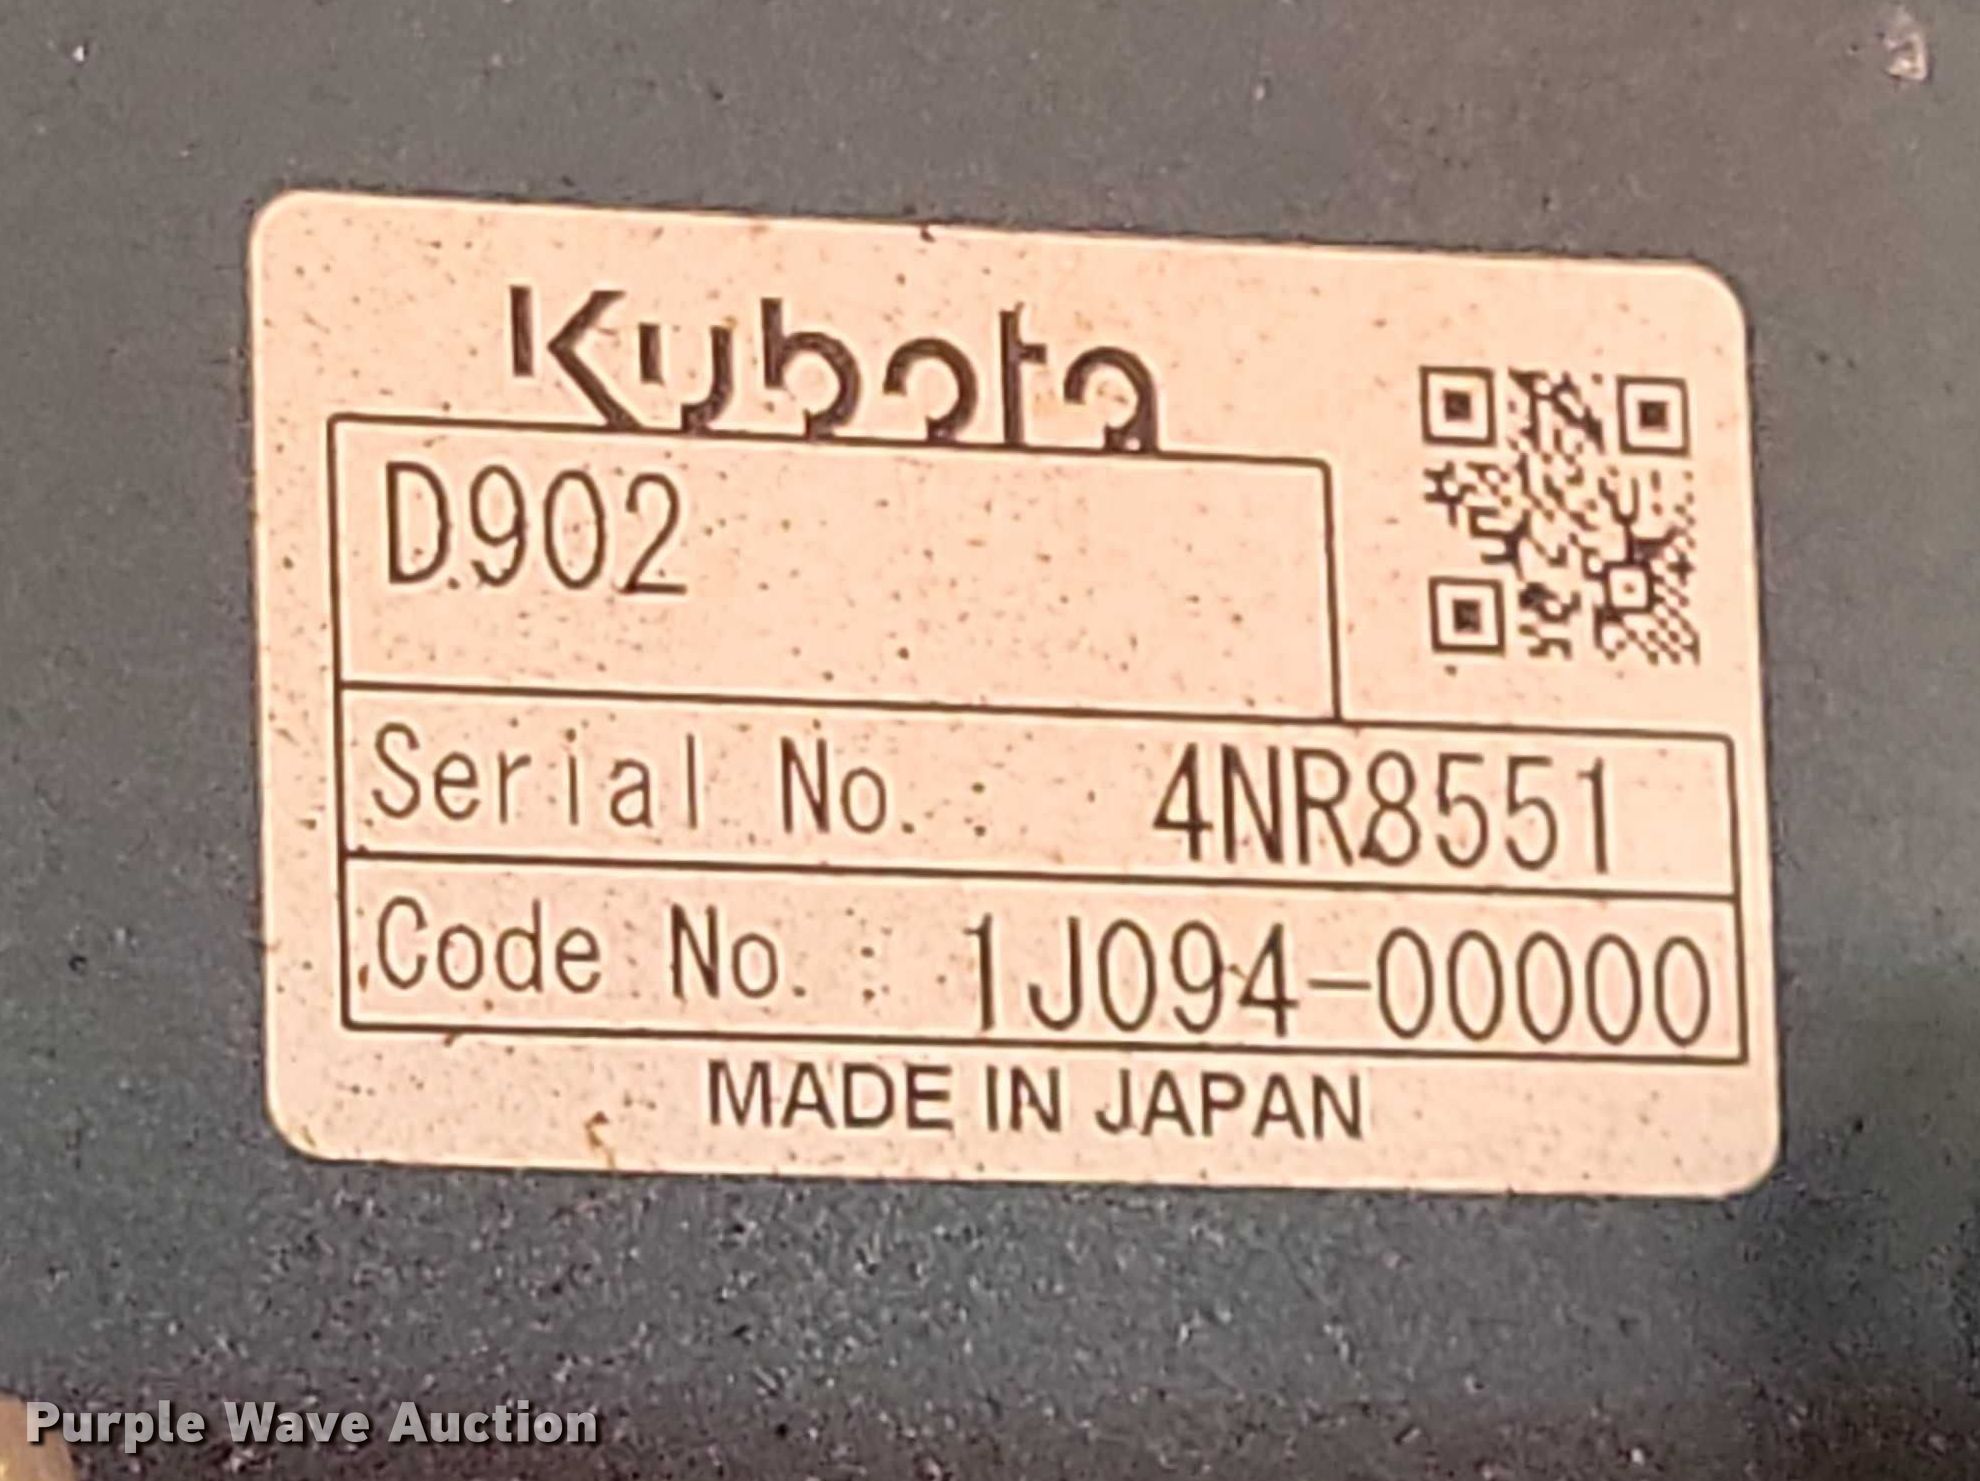 Kubota
D902
Serial No. : 4NR8551
Code No. : 1J094-00000
MADE IN JAPAN
Purple Wave Auction